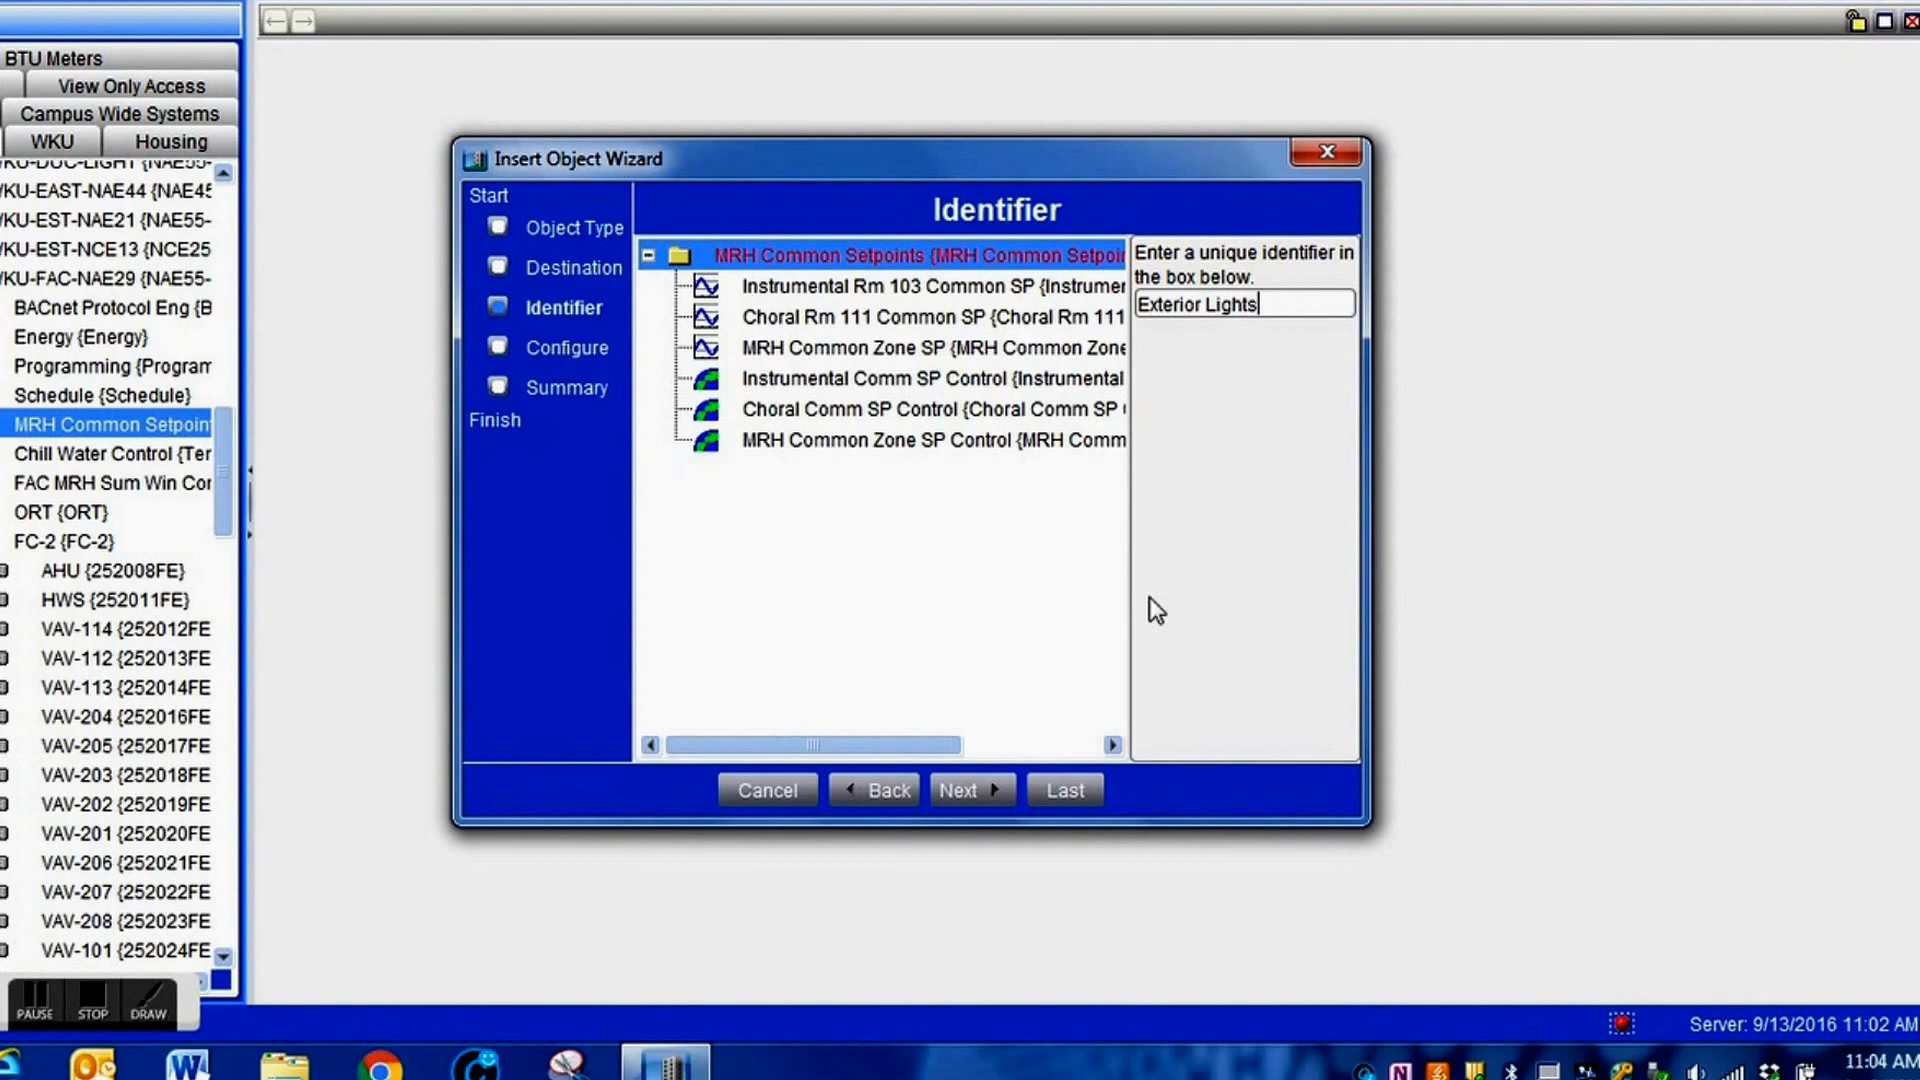 BTU Meters
View Only Access
Campus Wide Systems
WKU Housing
KU-DUC-LIGHT {NAE55-
KU-EAST-NAE44 {NAE45
KU-EST-NAE21 {NAE55-
KU-EST-NCE13 {NCE25
KU-FAC-NAE29 {NAE55-
BACnet Protocol Eng {B
Energy {Energy}
Programming {Program
Schedule {Schedule}
MRH Common Setpoin
Chill Water Control {Ter
FAC MRH Sum Win Cor
ORT {ORT}
FC-2 {FC-2}
AHU {252008FE}
HWS {252011FE}
VAV-114 {252012FE
VAV-112 {252013FE
VAV-113 {252014FE
VAV-204 {252016FE
VAV-205 {252017FE
VAV-203 {252018FE
VAV-202 {252019FE
VAV-201 {252020FE
VAV-206 {252021FE
VAV-207 {252022FE
VAV-208 {252023FE
VAV-101 {252024FE
PAUSE STOP DRAW
Insert Object Wizard
Start
Object Type
Destination
Identifier
Configure
Summary
Finish
Identifier
MRH Common Setpoints {MRH Common Setpoi
Instrumental Rm 103 Common SP {Instrumer
Choral Rm 111 Common SP {Choral Rm 111
MRH Common Zone SP {MRH Common Zone
Instrumental Comm SP Control {Instrumental
Choral Comm SP Control {Choral Comm SP
MRH Common Zone SP Control {MRH Comm
Enter a unique identifier in
the box below.
Exterior Lights
Cancel Back Next Last
Server: 9/13/2016 11:02 AM
11:04 AM